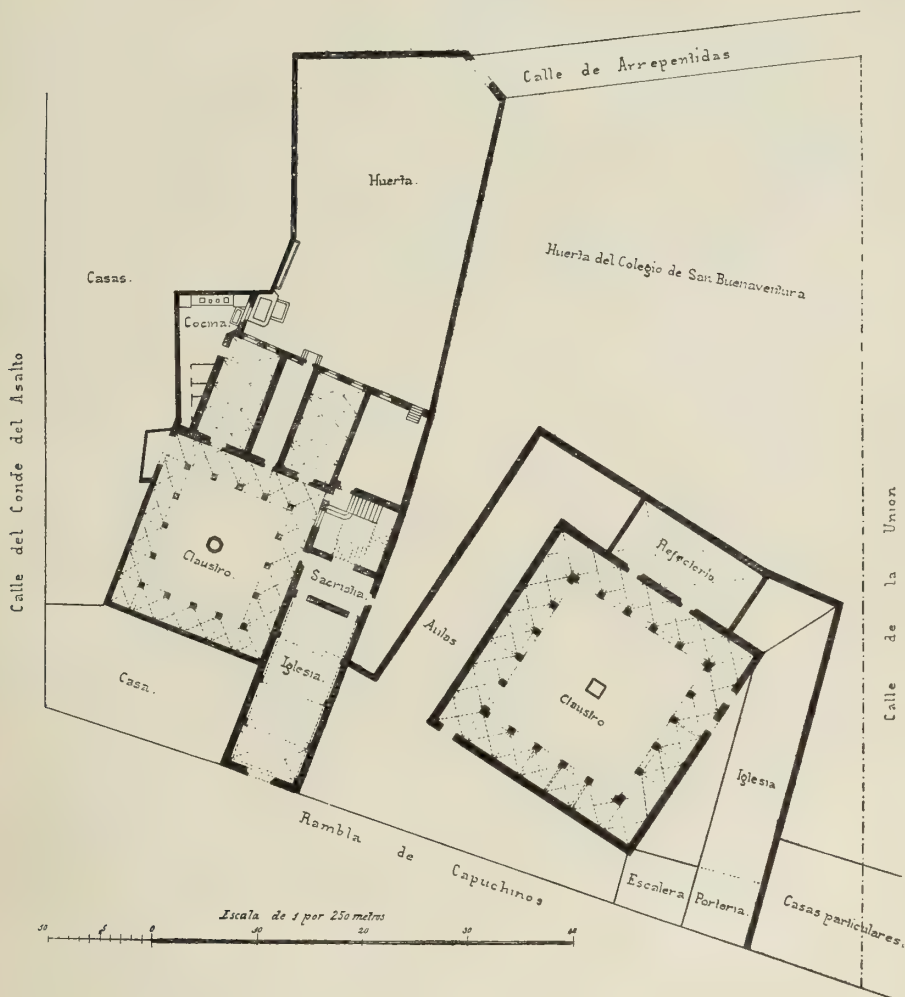 Calle de Arrepentidas
Huerta.
Huerta del Colegio de San Buenaventura
Casas.
Cocina.
Calle del Conde del Asalto
Calle de la Union
Refectoria
Claustro.
Sacristia
Aulas
Iglesia.
Casa.
Claustro
Iglesia
Rambla de Capuchinos
Escalera
Porteria.
Casas particulares.
Escala de 1 por 250 metros
10 5 0 10 20 30 40